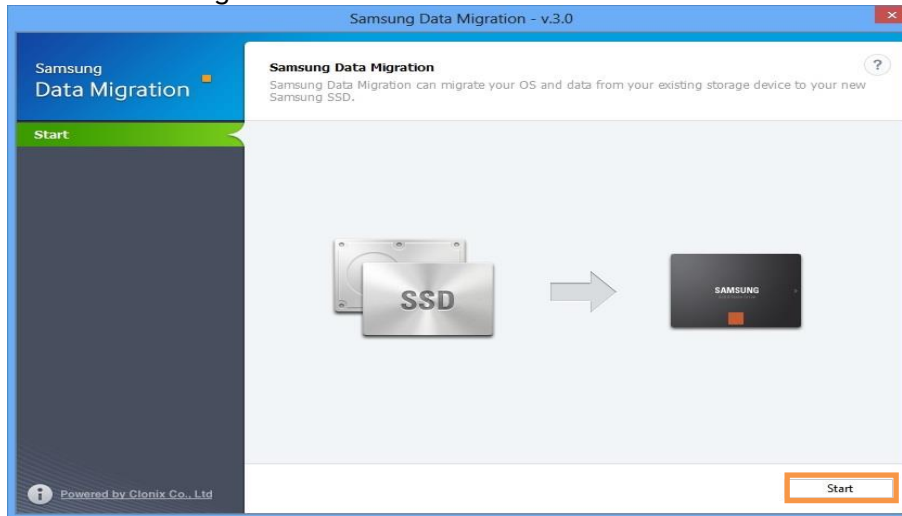 Samsung Data Migration - v.3.0
Samsung
Data Migration
Samsung Data Migration
Samsung Data Migration can migrate your OS and data from your existing storage device to your new
Samsung SSD.
?
Start
SSD
SAMSUNG
i
Powered by Clonix Co., Ltd
Start